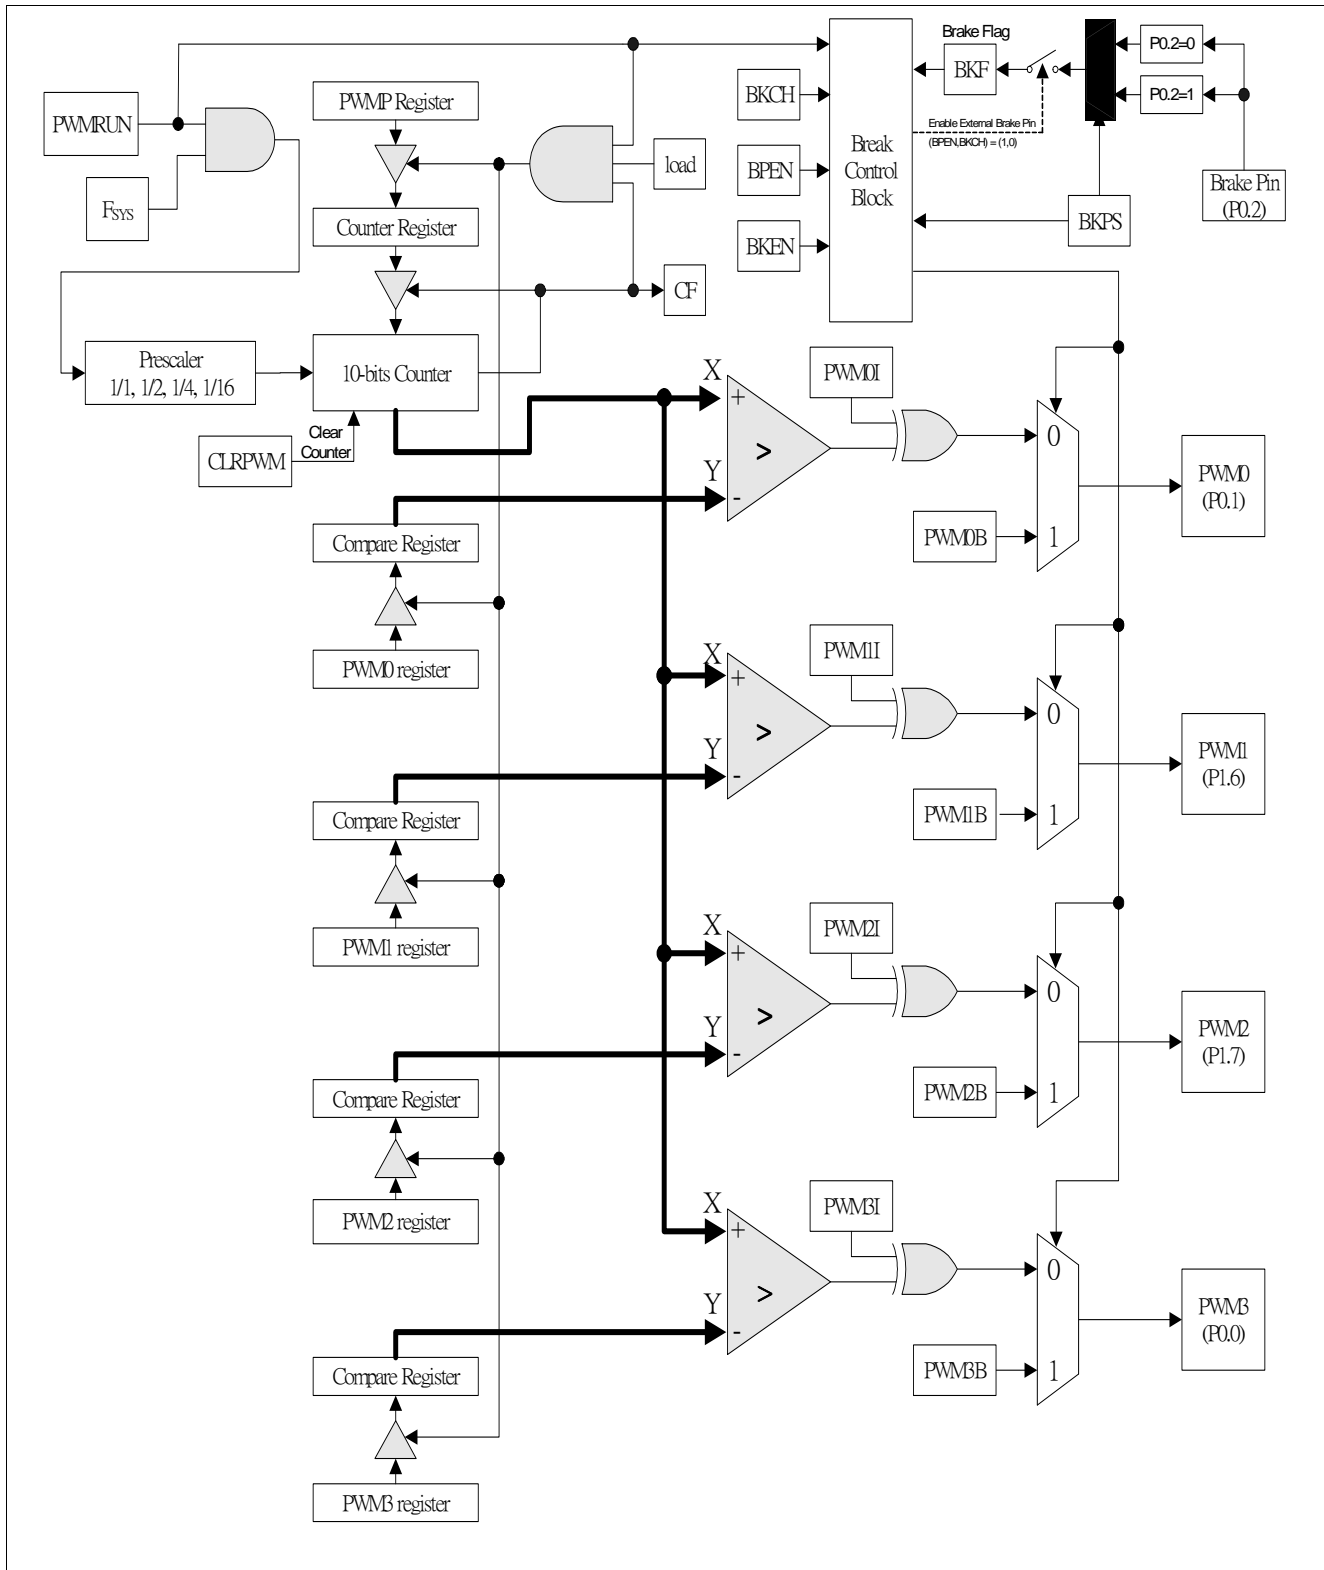 Brake Flag
P0.2=0
PWMP Register
BKF
BKCH
P0.2=1
PWMRUN
Enable External Brake Pin
(BPEN,BKCH) = (1,0)
Break
Control
Block
load
BPEN
Brake Pin
(P0.2)
FSYS
Counter Register
BKPS
BKEN
CF
Prescaler
1/1, 1/2, 1/4, 1/16
10-bits Counter
X
PWM0I
+
0
Clear
Counter
CLRPWM
>
Y
-
PWM0
(P0.1)
Compare Register
PWM0B
1
PWM0 register
X
PWM1I
+
0
>
Y
-
PWM1
(P1.6)
Compare Register
PWM1B
1
PWM1 register
X
PWM2I
+
0
>
Y
-
PWM2
(P1.7)
Compare Register
PWM2B
1
PWM2 register
X
PWM3I
+
0
>
Y
-
PWM3
(P0.0)
Compare Register
PWM3B
1
PWM3 register